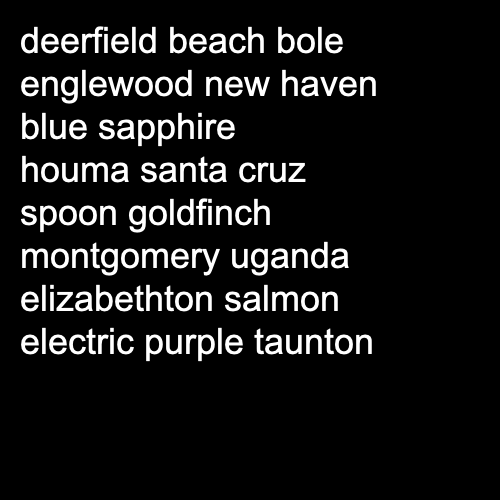 deerfield beach bole
englewood new haven
blue sapphire
houma santa cruz
spoon goldfinch
montgomery uganda
elizabethton salmon
electric purple taunton